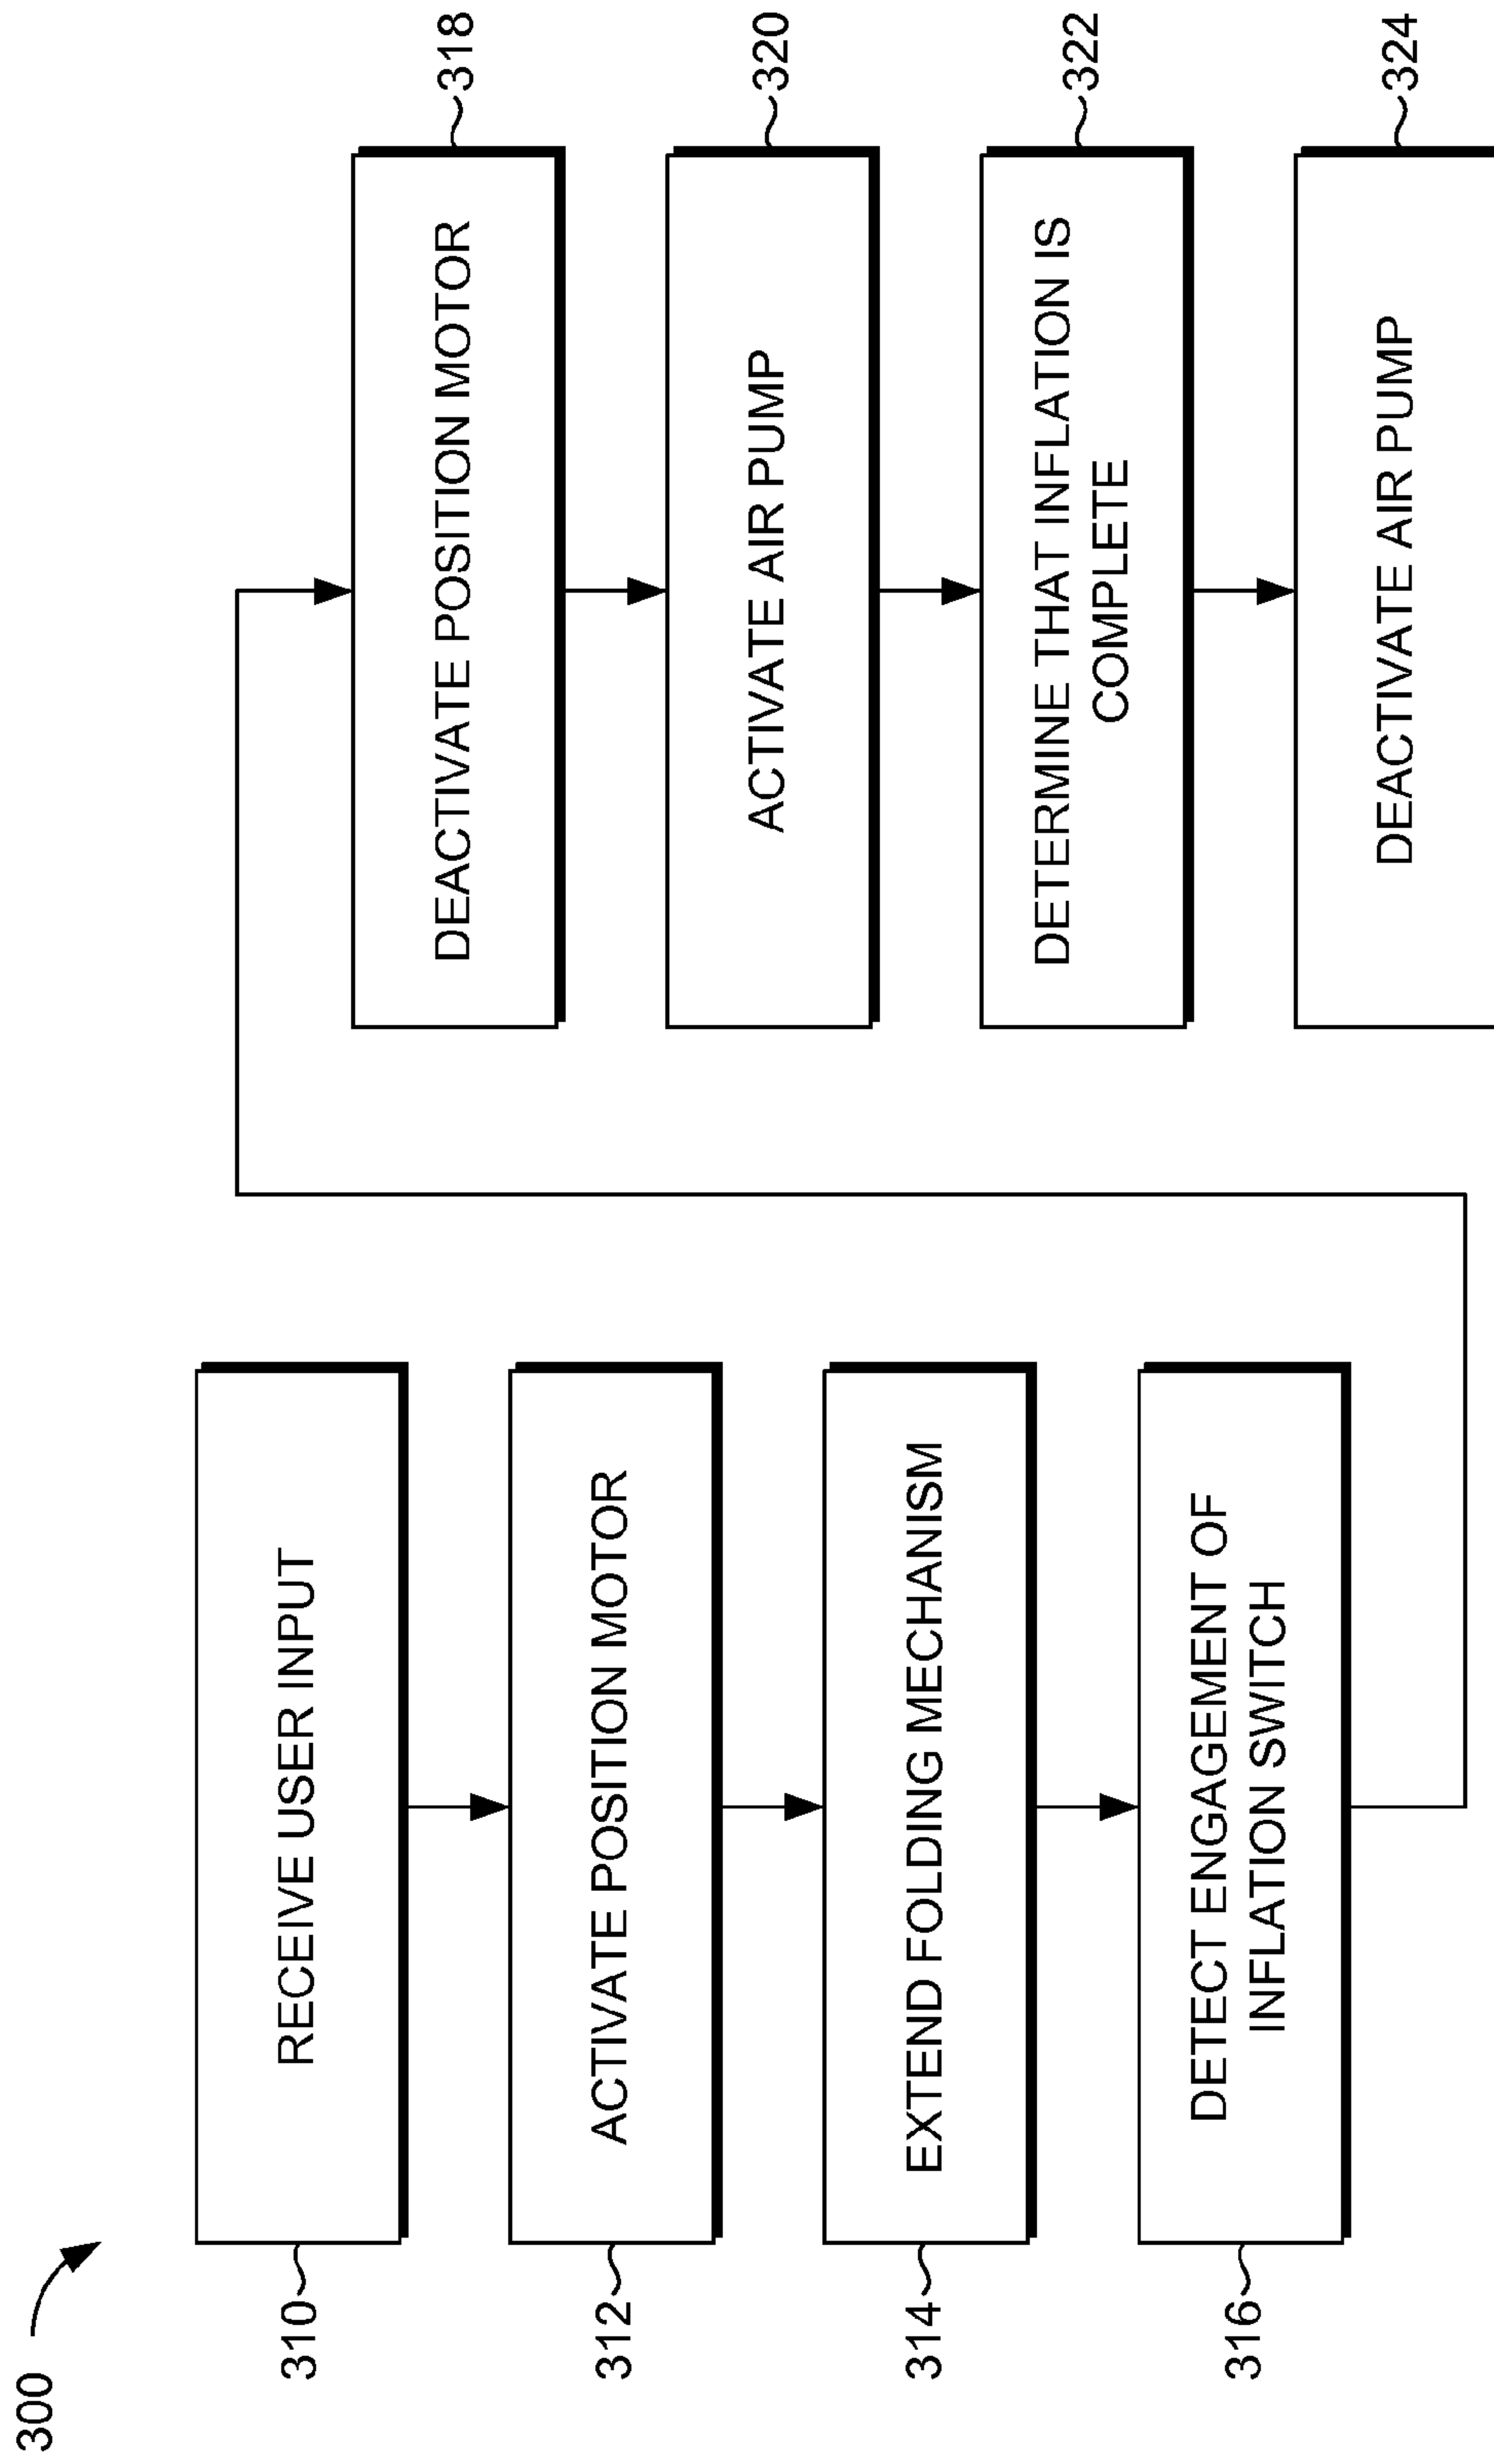 300
310
RECEIVE USER INPUT
312
ACTIVATE POSITION MOTOR
314
EXTEND FOLDING MECHANISM
316
DETECT ENGAGEMENT OF
INFLATION SWITCH
318
DEACTIVATE POSITION MOTOR
320
ACTIVATE AIR PUMP
322
DETERMINE THAT INFLATION IS
COMPLETE
324
DEACTIVATE AIR PUMP